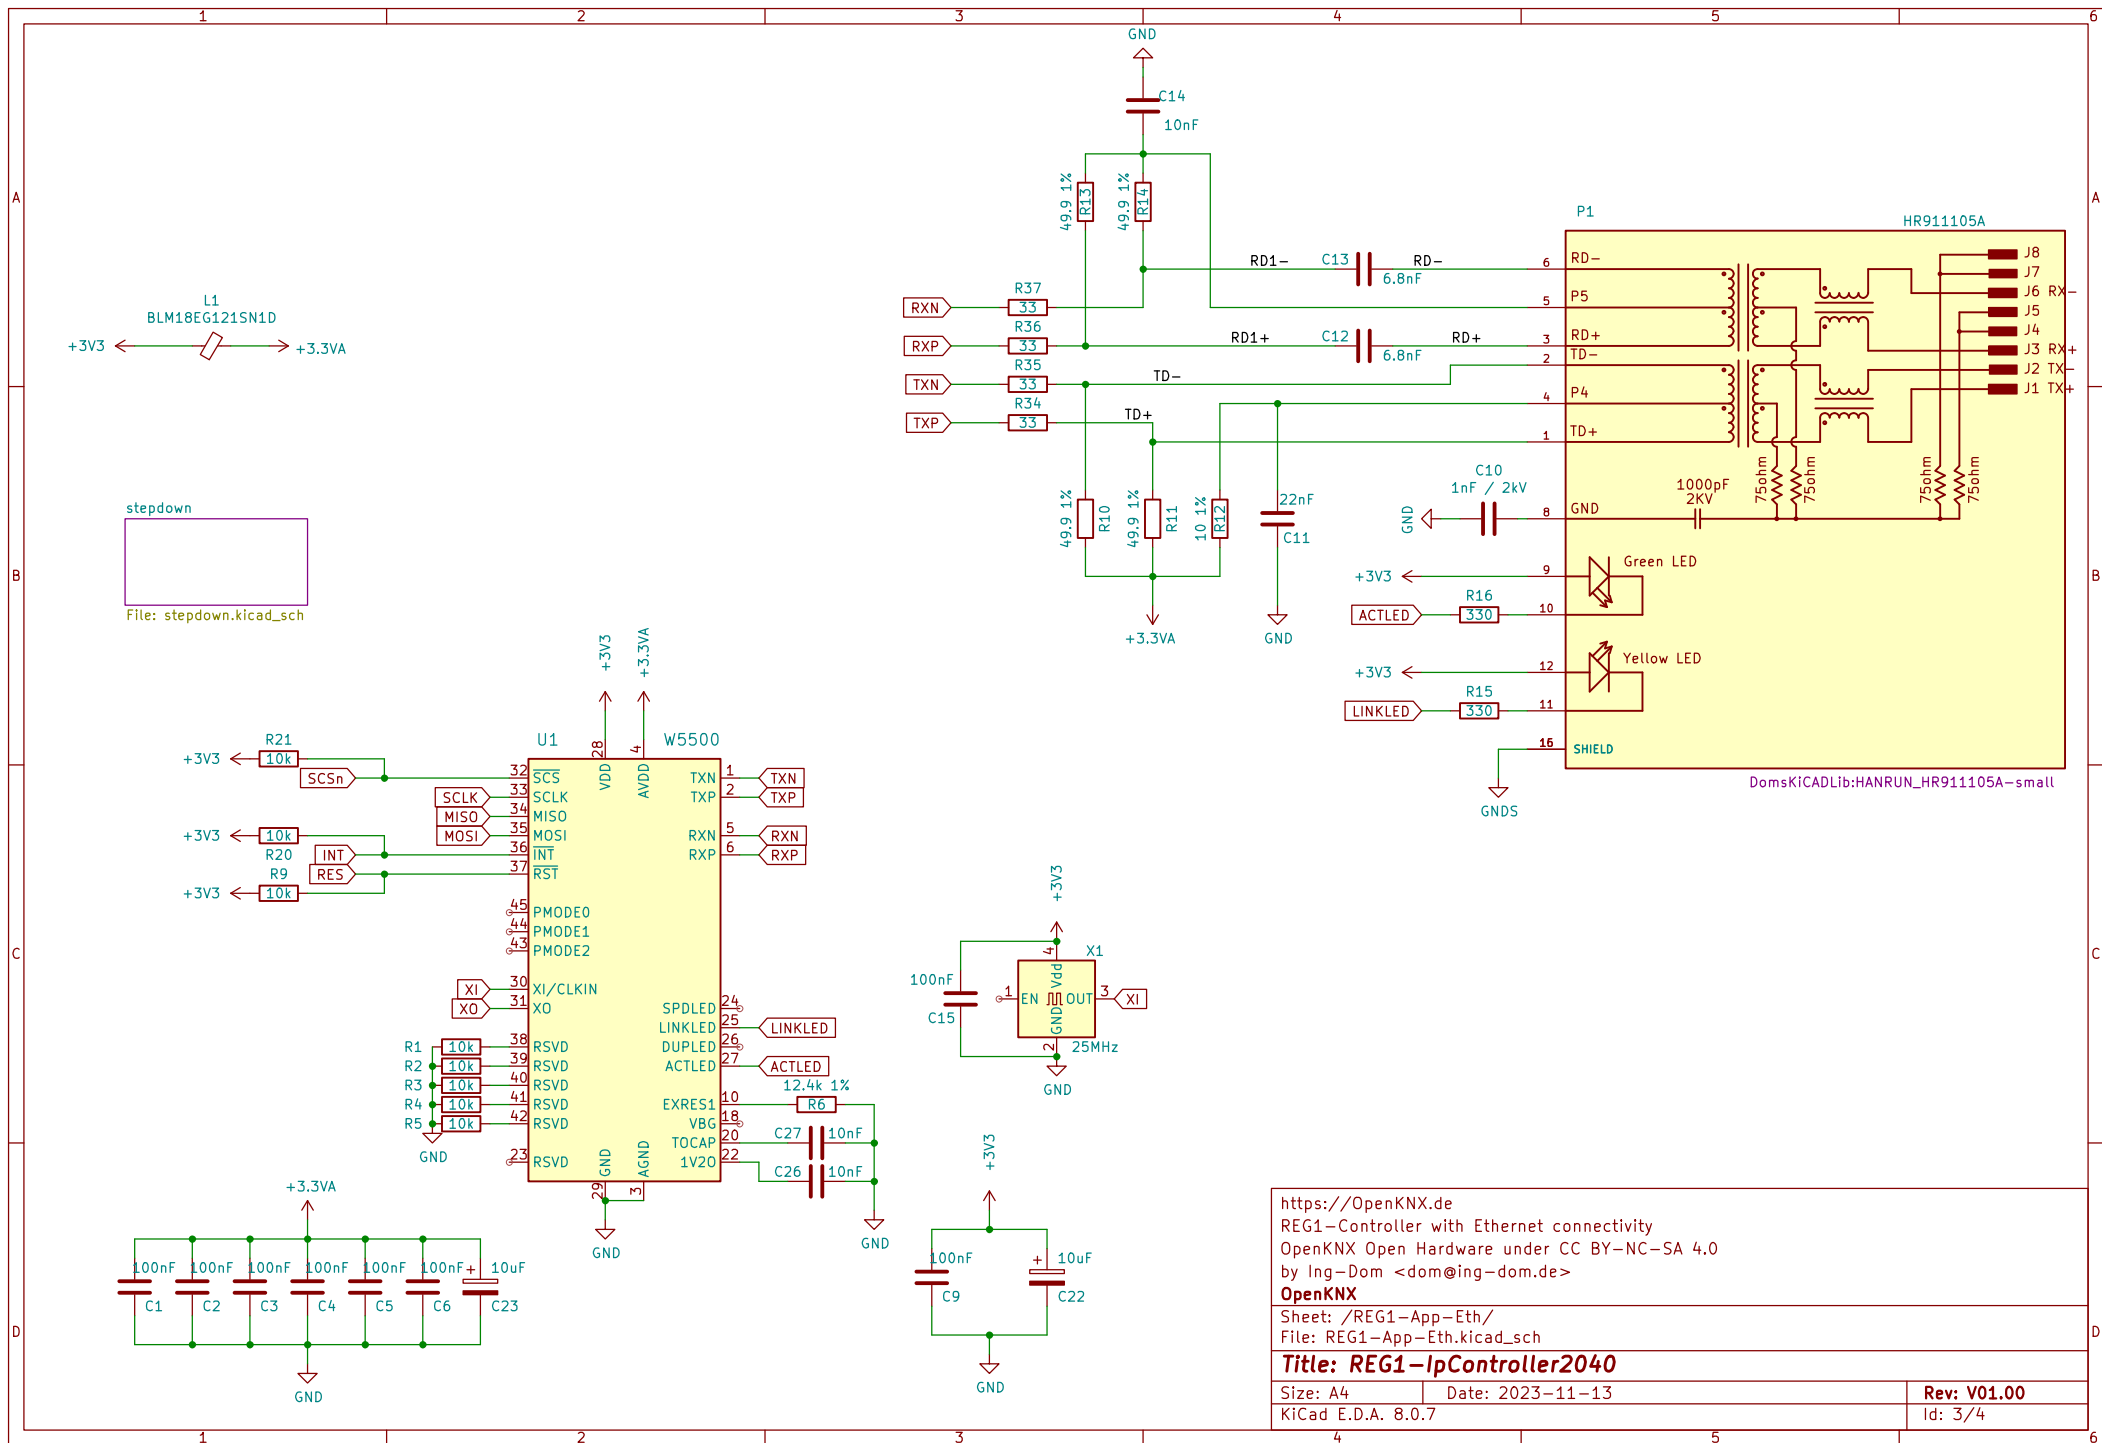 1 2 3 4 5 6
A A
B B
C C
D D
1 2 3 4 5 6
GND
C14
10nF
49.9 1%
R13
49.9 1%
R14
RXN
R37
33
RD1-
C13
6.8nF
RD-
RXP
R36
33
RD1+
C12
6.8nF
RD+
TXN
R35
33
TD-
TXP
R34
33
TD+
49.9 1%
R10
49.9 1%
R11
10 1%
R12
22nF
C11
+3.3VA
GND
P1
HR911105A
6 RD-
5 P5
3 RD+
2 TD-
4 P4
1 TD+
8 GND
9
10
12
11
SHIELD
J8
J7
J6 RX-
J5
J4
J3 RX+
J2 TX-
J1 TX+
75ohm
75ohm
75ohm
75ohm
1000pF
2KV
Green LED
Yellow LED
DomsKiCADLib:HANRUN_HR911105A-small
C10
1nF / 2kV
GND
+3V3
ACTLED
R16
330
+3V3
LINKLED
R15
330
GNDS
L1
BLM18EG121SN1D
+3V3
+3.3VA
stepdown
File: stepdown.kicad_sch
+3V3
+3.3VA
U1
W5500
28 VDD
4 AVDD
+3V3
R21
10k
SCSn
SCLK
MISO
MOSI
+3V3
10k
R20
INT
RES
R9
+3V3
10k
32 SCS
33 SCLK
34 MISO
35 MOSI
36 INT
37 RST
45 PMODE0
44 PMODE1
43 PMODE2
XI
30 XI/CLKIN
XO
31 XO
R1 10k 38 RSVD
R2 10k 39 RSVD
R3 10k 40 RSVD
R4 10k 41 RSVD
R5 10k 42 RSVD
GND
23 RSVD
TXN 1 TXN
TXP 2 TXP
RXN 5 RXN
RXP 6 RXP
SPDLED 24
LINKLED 25 LINKLED
DUPLED 26
ACTLED 27 ACTLED
12.4k 1%
EXRES1 10 R6
VBG 18
TOCAP 20 C27 10nF
1V2O 22 C26 10nF
29 GND
3 AGND
GND
GND
+3V3
X1
100nF
C15
4 Vdd
1 EN
OUT 3
XI
GND 2
25MHz
GND
+3.3VA
100nF 100nF 100nF 100nF 100nF 100nF + 10uF
C1 C2 C3 C4 C5 C6 C23
GND
+3V3
100nF + 10uF
C9 C22
GND
https://OpenKNX.de
REG1-Controller with Ethernet connectivity
OpenKNX Open Hardware under CC BY-NC-SA 4.0
by Ing-Dom <dom@ing-dom.de>
OpenKNX
Sheet: /REG1-App-Eth/
File: REG1-App-Eth.kicad_sch
Title: REG1-IpController2040
Size: A4 Date: 2023-11-13 Rev: V01.00
KiCad E.D.A. 8.0.7 Id: 3/4